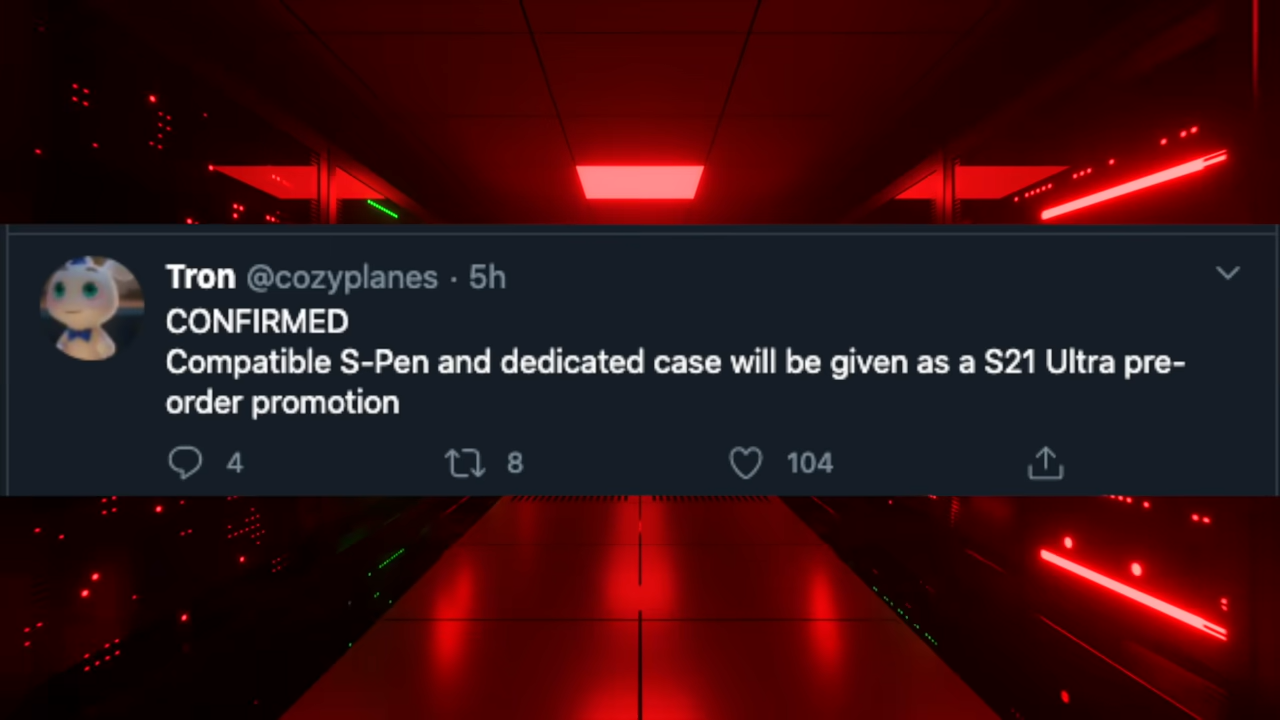 Tron @cozyplanes · 5h
CONFIRMED
Compatible S-Pen and dedicated case will be given as a S21 Ultra pre-
order promotion
4 8 104